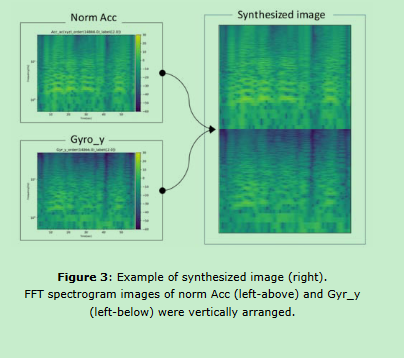 Norm Acc
Synthesized image
Gyro_y
Figure 3: Example of synthesized image (right).
FFT spectrogram images of norm Acc (left-above) and Gyr_y
(left-below) were vertically arranged.